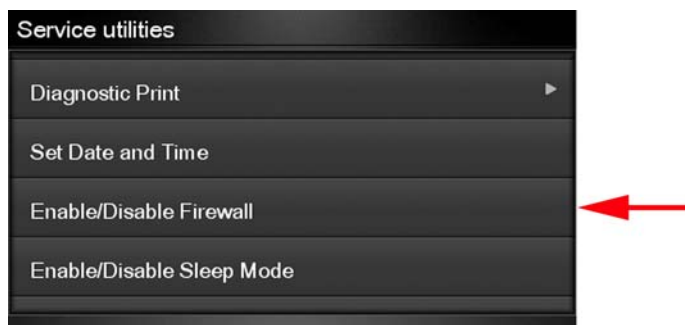 Service utilities
Diagnostic Print
Set Date and Time
Enable/Disable Firewall
Enable/Disable Sleep Mode